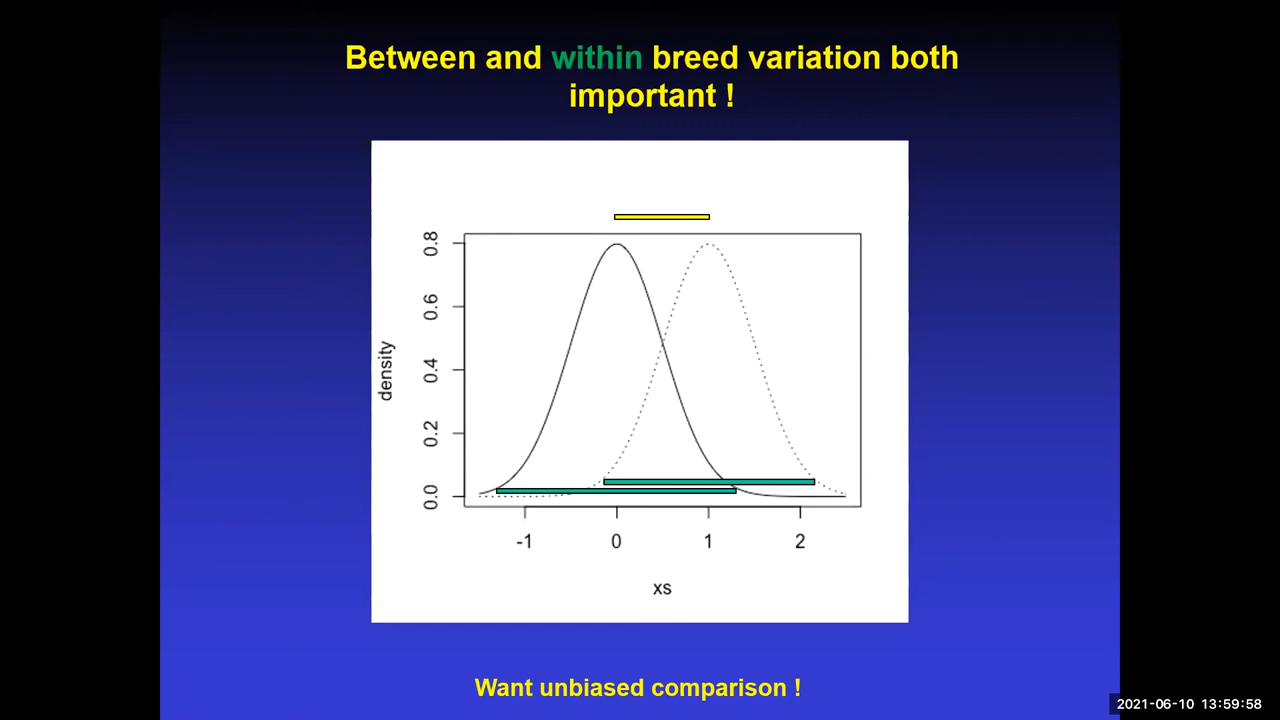 Between and within breed variation both
important !
density
0.8
0.6
0.4
0.2
0.0
-1 0 1 2
xs
Want unbiased comparison !
2021-06-10 13:59:58